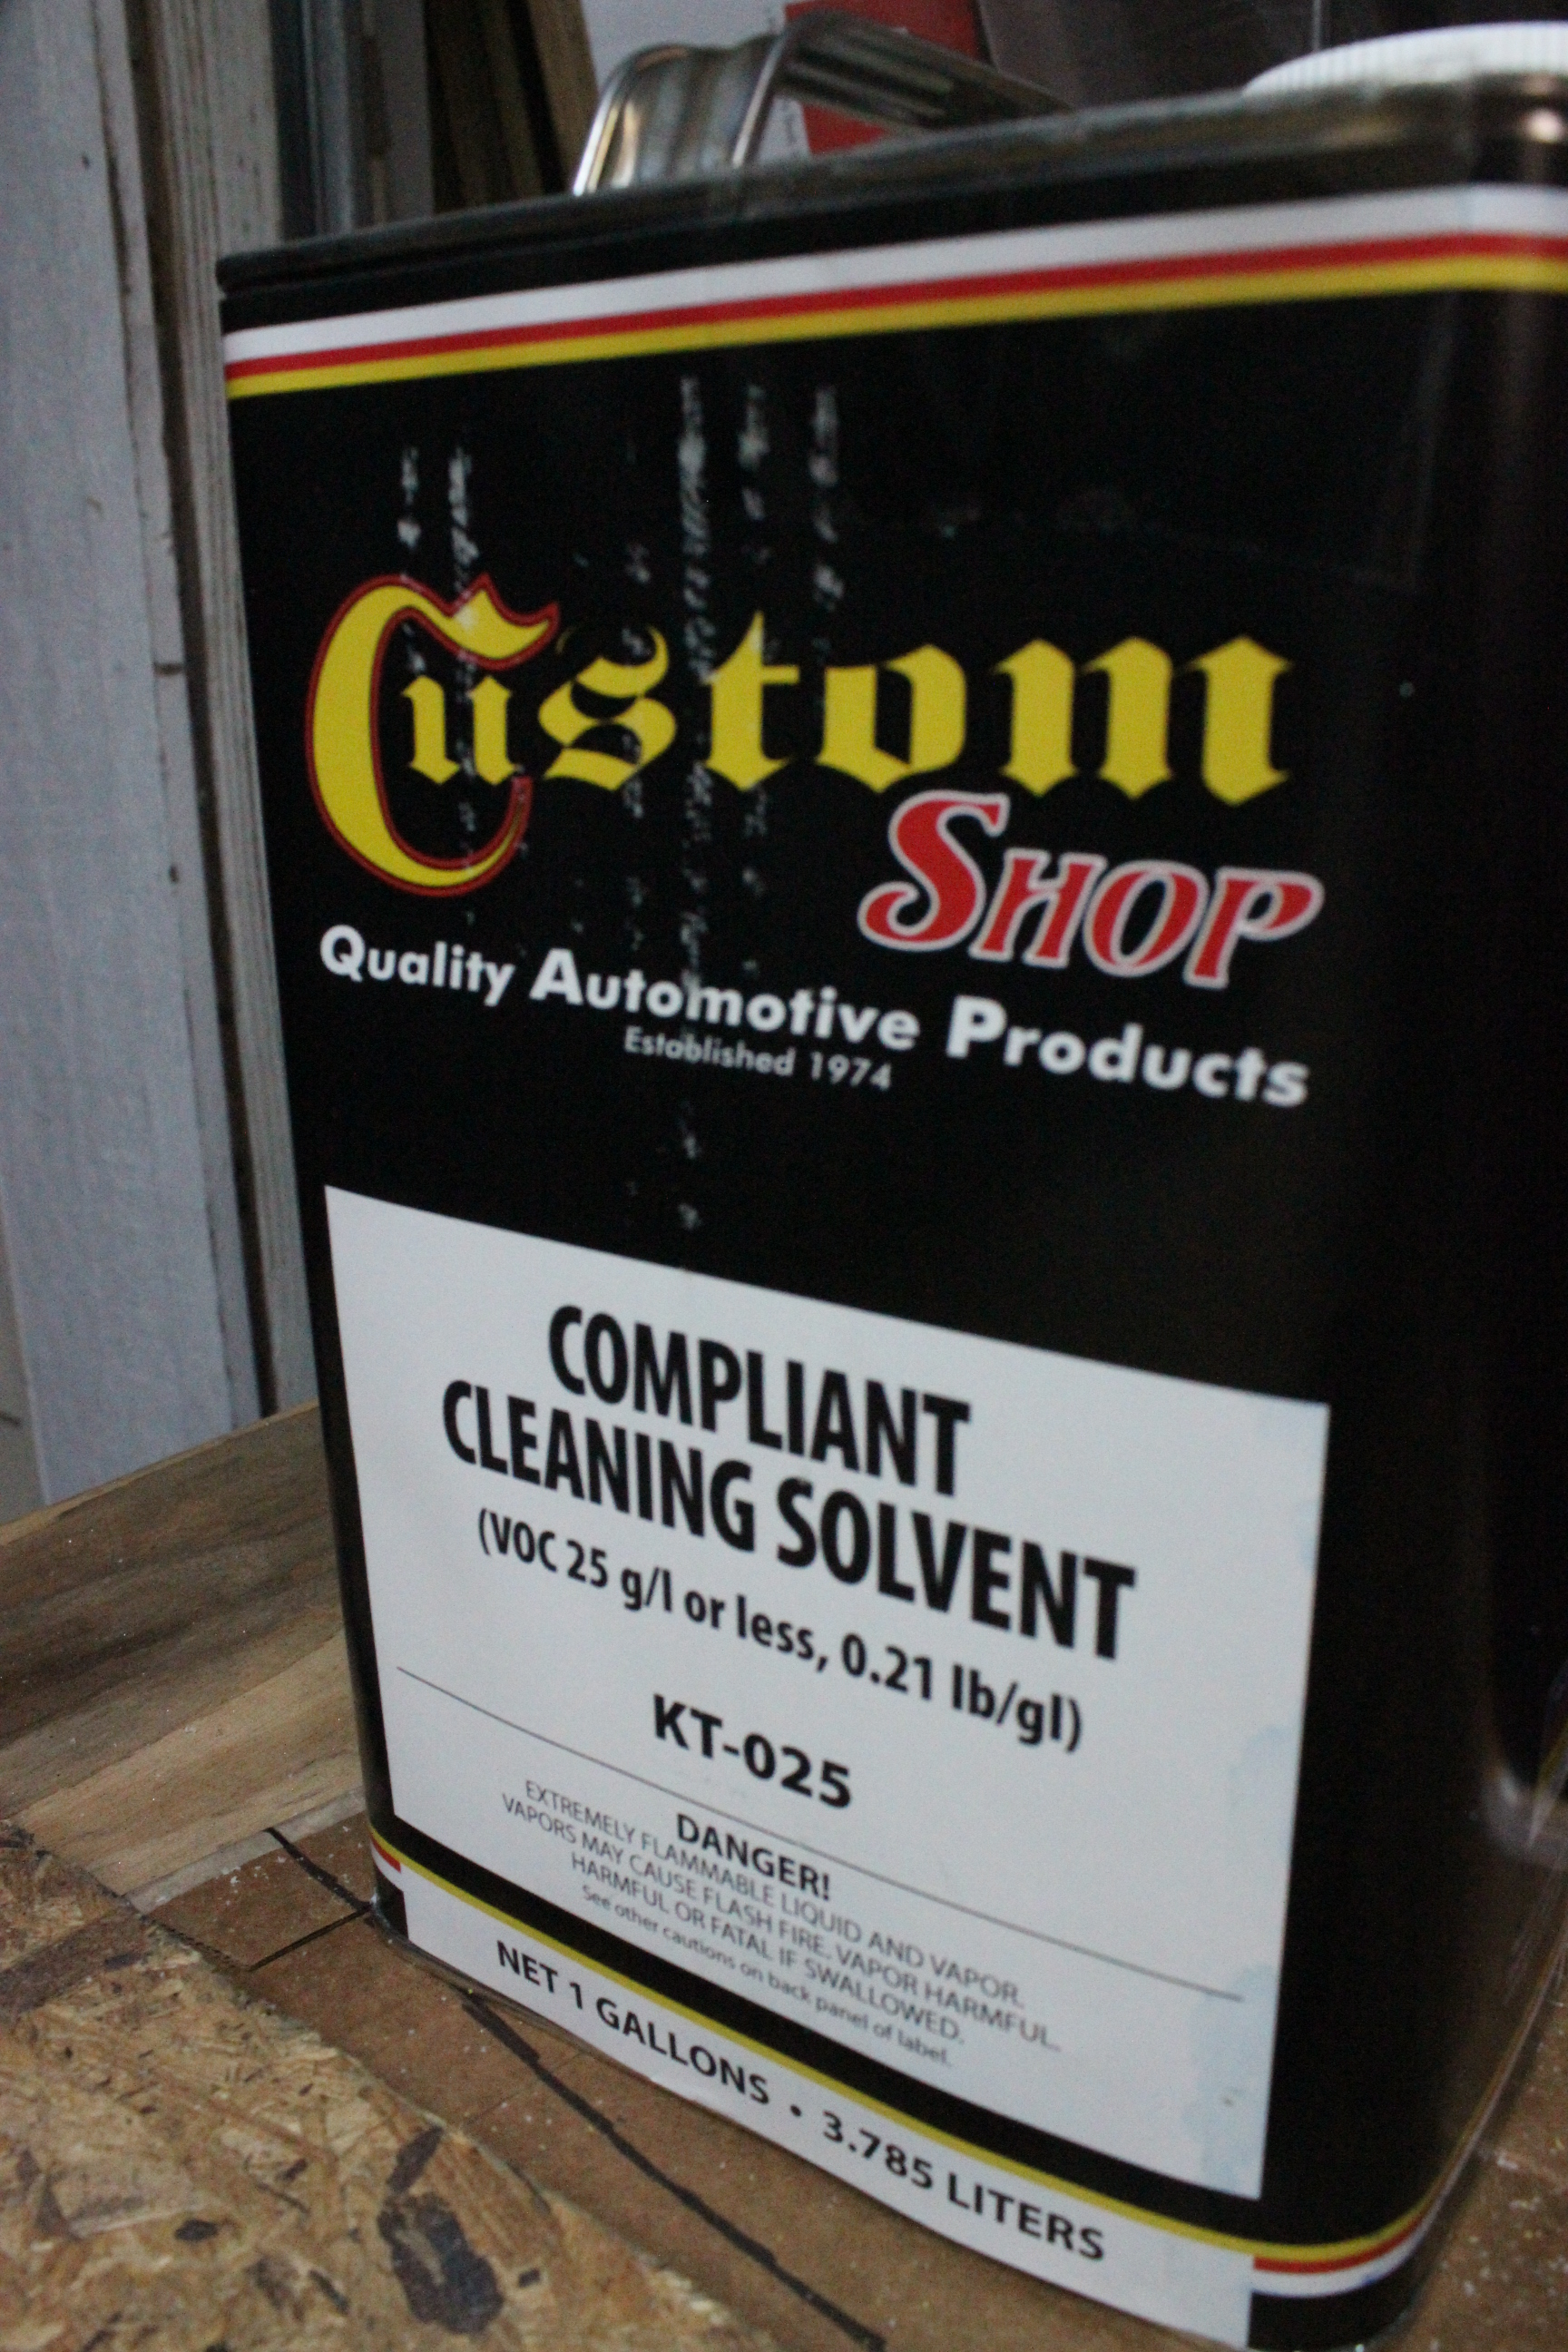 Custom
SHOP
Quality Automotive Products
Established 1974
COMPLIANT
CLEANING SOLVENT
(VOC 25 g/l or less, 0.21 lb/gl)
KT-025
DANGER!
EXTREMELY FLAMMABLE LIQUID AND VAPOR.
VAPORS MAY CAUSE FLASH FIRE. VAPOR HARMFUL.
HARMFUL OR FATAL IF SWALLOWED.
See other cautions on back panel of label.
NET 1 GALLONS • 3.785 LITERS